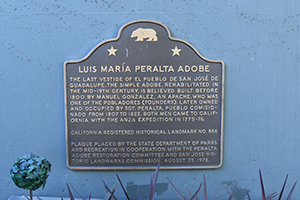 LUIS MARÍA PERALTA ADOBE
THE LAST VESTIGE OF EL PUEBLO DE SAN JOSÉ DE
GUADALUPE, THE SIMPLE ADOBE, REHABILITATED IN
THE MID-19TH CENTURY, IS BELIEVED BUILT BEFORE
1800 BY MANUEL GONZÁLEZ, AN APACHE, WHO WAS
ONE OF THE POBLADORES (FOUNDERS). LATER OWNED
AND OCCUPIED BY SGT. PERALTA, PUEBLO COMISIO-
NADO FROM 1807 TO 1822, BOTH MEN CAME TO CALIF-
ORNIA WITH THE ANZA EXPEDITION IN 1775-76.
CALIFORNIA REGISTERED HISTORICAL LANDMARK NO. 866
PLAQUE PLACED BY THE STATE DEPARTMENT OF PARKS
AND RECREATION IN COOPERATION WITH THE PERALTA
ADOBE RESTORATION COMMITTEE AND SAN JOSE HIS-
TORIC LANDMARKS COMMISSION, AUGUST 25, 1976.